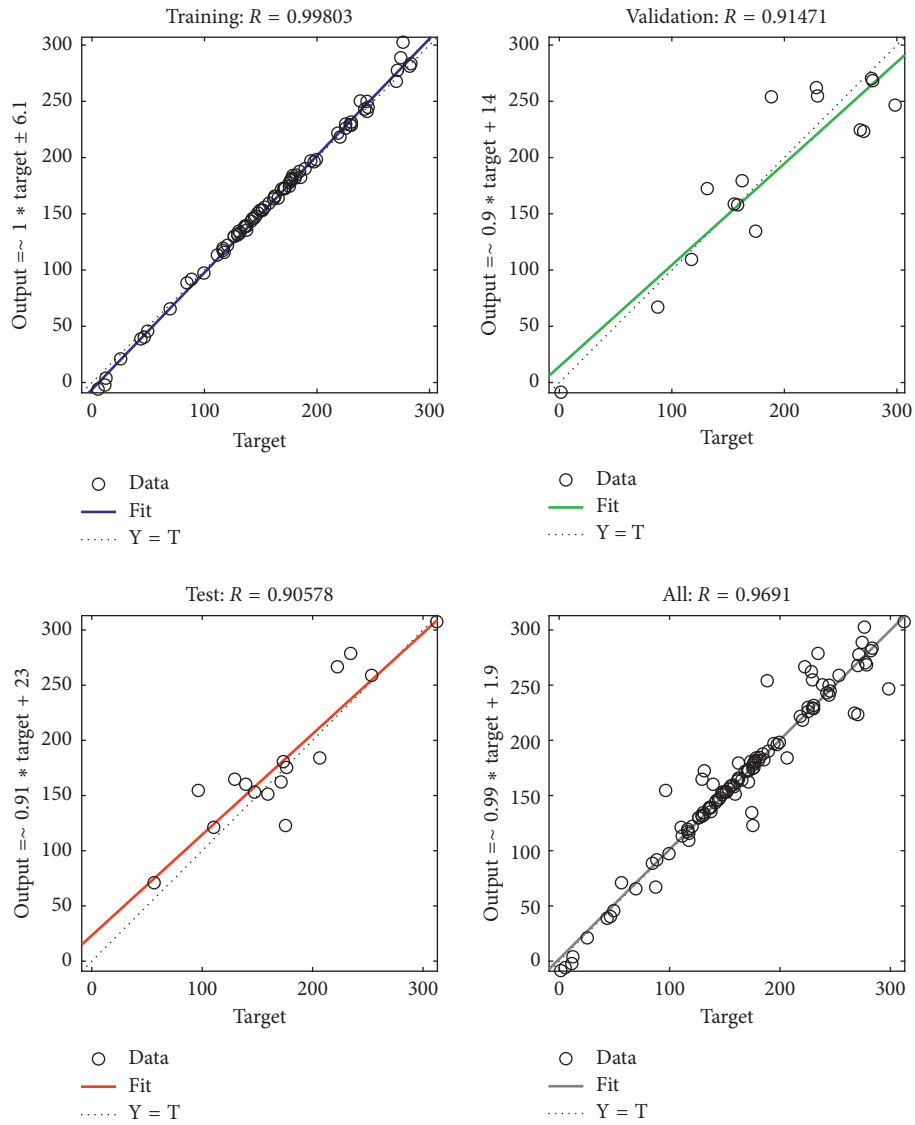 Training: R = 0.99803
Output =~ 1 * target ± 6.1
300
250
200
150
100
50
0
0 100 200 300
Target
Data
Fit
Y = T
Validation: R = 0.91471
Output =~ 0.9 * target + 14
300
250
200
150
100
50
0
0 100 200 300
Target
Data
Fit
Y = T
Test: R = 0.90578
Output =~ 0.91 * target + 23
300
250
200
150
100
50
0
0 100 200 300
Target
Data
Fit
Y = T
All: R = 0.9691
Output =~ 0.99 * target + 1.9
300
250
200
150
100
50
0
0 100 200 300
Target
Data
Fit
Y = T